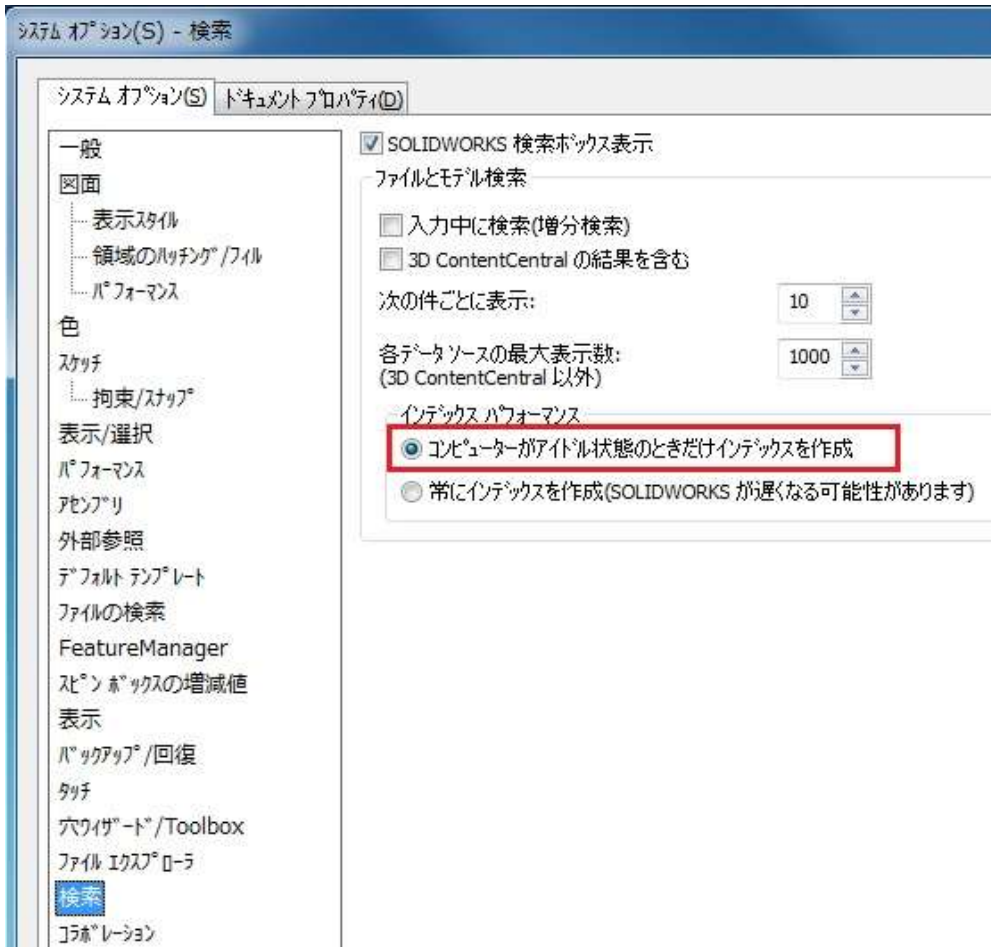 ｼｽﾃﾑ ｵﾌﾟｼｮﾝ(S) - 検索
ｼｽﾃﾑ ｵﾌﾟｼｮﾝ(S)
ﾄﾞｷｭﾒﾝﾄ ﾌﾟﾛﾊﾟﾃｨ(D)
一般
図面
表示ｽﾀｲﾙ
領域のﾊｯﾁﾝｸﾞ/ﾌｨﾙ
ﾊﾟﾌｫｰﾏﾝｽ
色
ｽｹｯﾁ
拘束/ｽﾅｯﾌﾟ
表示/選択
ﾊﾟﾌｫｰﾏﾝｽ
ｱｾﾝﾌﾞﾘ
外部参照
ﾃﾞﾌｫﾙﾄ ﾃﾝﾌﾟﾚｰﾄ
ﾌｧｲﾙの検索
FeatureManager
ｽﾋﾟﾝ ﾎﾞｯｸｽの増減値
表示
ﾊﾞｯｸｱｯﾌﾟ/回復
ﾀｯﾁ
穴ｳｨｻﾞｰﾄﾞ/Toolbox
ﾌｧｲﾙ ｴｸｽﾌﾟﾛｰﾗ
検索
ｺﾗﾎﾞﾚｰｼｮﾝ
SOLIDWORKS 検索ﾎﾞｯｸｽ表示
ﾌｧｲﾙとﾓﾃﾞﾙ検索
入力中に検索(増分検索)
3D ContentCentral の結果を含む
次の件ごとに表示:
10
各ﾃﾞｰﾀ ｿｰｽの最大表示数:
(3D ContentCentral 以外)
1000
ｲﾝﾃﾞｯｸｽ ﾊﾟﾌｫｰﾏﾝｽ
ｺﾝﾋﾟｭｰﾀｰがｱｲﾄﾞﾙ状態のときだけｲﾝﾃﾞｯｸｽを作成
常にｲﾝﾃﾞｯｸｽを作成(SOLIDWORKS が遅くなる可能性があります)